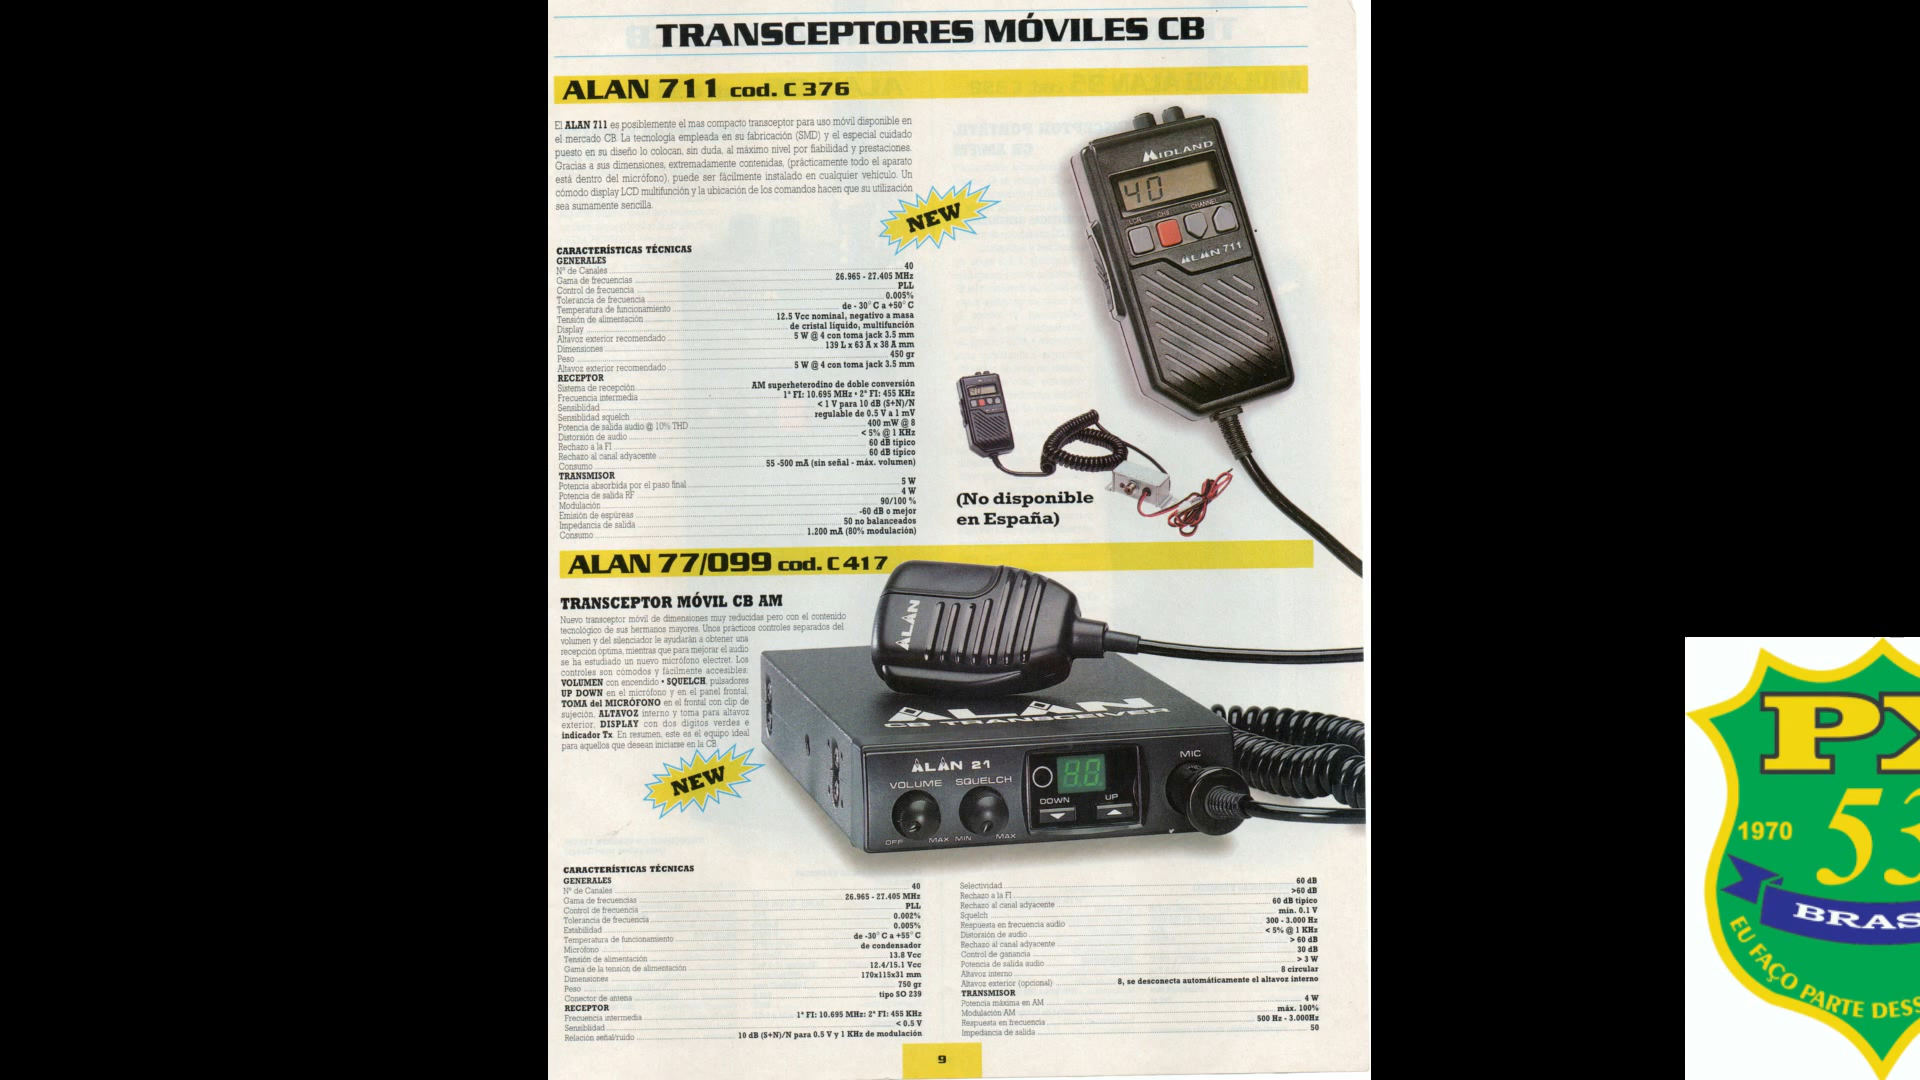 TRANSCEPTORES MÓVILES CB
ALAN 711 cod. C 376
El ALAN 711 es posiblemente el mas compacto transceptor para uso móvil disponible en
el mercado CB. La tecnología empleada en su fabricación (SMD) y el especial cuidado
puesto en su diseño lo colocan, sin duda, al máximo nivel por fiabilidad y prestaciones.
Gracias a sus dimensiones, extremadamente contenidas, (prácticamente todo el aparato
está dentro del micrófono), puede ser fácilmente instalado en cualquier vehículo. Un
cómodo display LCD multifunción y la ubicación de los comandos hacen que su utilización
sea sumamente sencilla.
NEW
CARACTERÍSTICAS TÉCNICAS
GENERALES
Nº de Canales 40
Gama de frecuencias 26.965 - 27.405 MHz
Control de frecuencia PLL
Tolerancia de frecuencia 0.005%
Temperatura de funcionamiento de - 30° C a +50° C
Tensión de alimentación 12.5 Vcc nominal, negativo a masa
Display de cristal líquido, multifunción
Altavoz exterior recomendado 5 W @ 4 con toma jack 3.5 mm
Dimensiones 139 L x 63 A x 38 A mm
Peso 450 gr
Altavoz exterior recomendado 5 W @ 4 con toma jack 3.5 mm
RECEPTOR
Sistema de recepción AM superheterodino de doble conversión
Frecuencia intermedia 1ª FI: 10.695 MHz • 2ª FI: 455 KHz
Sensiblidad < 1 V para 10 dB (S+N)/N
Sensiblidad squelch regulable de 0.5 V a 1 mV
Potencia de salida audio @ 10% THD 400 mW @ 8
Distorsión de audio < 5% @ 1 KHz
Rechazo a la FI 60 dB típico
Rechazo al canal adyacente 60 dB típico
Consumo 55 -500 mA (sin señal - máx. volumen)
TRANSMISOR
Potencia absorbida por el paso final 5 W
Potencia de salida RF 4 W
Modulación 90/100 %
Emisión de espúreas -60 dB o mejor
Impedancia de salida 50 no balanceados
Consumo 1.200 mA (80% modulación)
MIDLAND
40
LCR CH9 CHANNEL
ALAN 711
(No disponible
en España)
ALAN 77/099 cod. C 417
TRANSCEPTOR MÓVIL CB AM
Nuevo transceptor móvil de dimensiones muy reducidas pero con el contenido
tecnológico de sus hermanos mayores. Unos prácticos controles separados del
volumen y del silenciador le ayudarán a obtener una
recepción óptima, mientras que para mejorar el audio
se ha estudiado un nuevo micrófono electret. Los
controles son cómodos y fácilmente accesibles:
VOLUMEN con encendido • SQUELCH, pulsadores
UP DOWN en el micrófono y en el panel frontal,
TOMA del MICRÓFONO en el frontal con clip de
sujeción, ALTAVOZ interno y toma para altavoz
exterior, DISPLAY con dos dígitos verdes e
indicador Tx. En resumen, este es el equipo ideal
para aquellos que desean iniciarse en la CB.
NEW
ALAN
ALAN
CB TRANSCEIVER
ALAN 21
VOLUME SQUELCH
MIC
DOWN UP
OFF MAX MIN MAX
CARACTERÍSTICAS TÉCNICAS
GENERALES
Nº de Canales 40
Gama de frecuencias 26.965 - 27.405 MHz
Control de frecuencia PLL
Tolerancia de frecuencia 0.002%
Estabilidad 0.005%
Temperatura de funcionamiento de -30° C a +55° C
Micrófono de condensador
Tensión de alimentación 13.8 Vcc
Gama de la tensión de alimentación 12.4/15.1 Vcc
Dimensiones 170x115x31 mm
Peso 750 gr
Conector de antena tipo SO 239
RECEPTOR
Frecuencia intermedia 1ª FI: 10.695 MHz: 2ª FI: 455 KHz
Sensiblidad < 0.5 V
Relación señal/ruido 10 dB (S+N)/N para 0.5 V y 1 KHz de modulación
Selectividad 60 dB
Rechazo a la FI >60 dB
Rechazo al canal adyacente 60 dB típico
Squelch mín. 0.1 V
Respuesta en frecuencia audio 300 - 3.000 Hz
Distorsión de audio < 5% @ 1 KHz
Rechazo al canal adyacente > 60 dB
Control de ganancia 30 dB
Potencia de salida audio > 3 W
Altavoz interno 8 circular
Altavoz exterior (opcional) 8, se desconecta automáticamente el altavoz interno
TRANSMISOR
Potencia máxima en AM 4 W
Modulación AM máx. 100%
Respuesta en frecuencia 500 Hz - 3.000Hz
Impedancia de salida 50
9
PX
53
1970
BRAS
EU FAÇO PARTE DESS